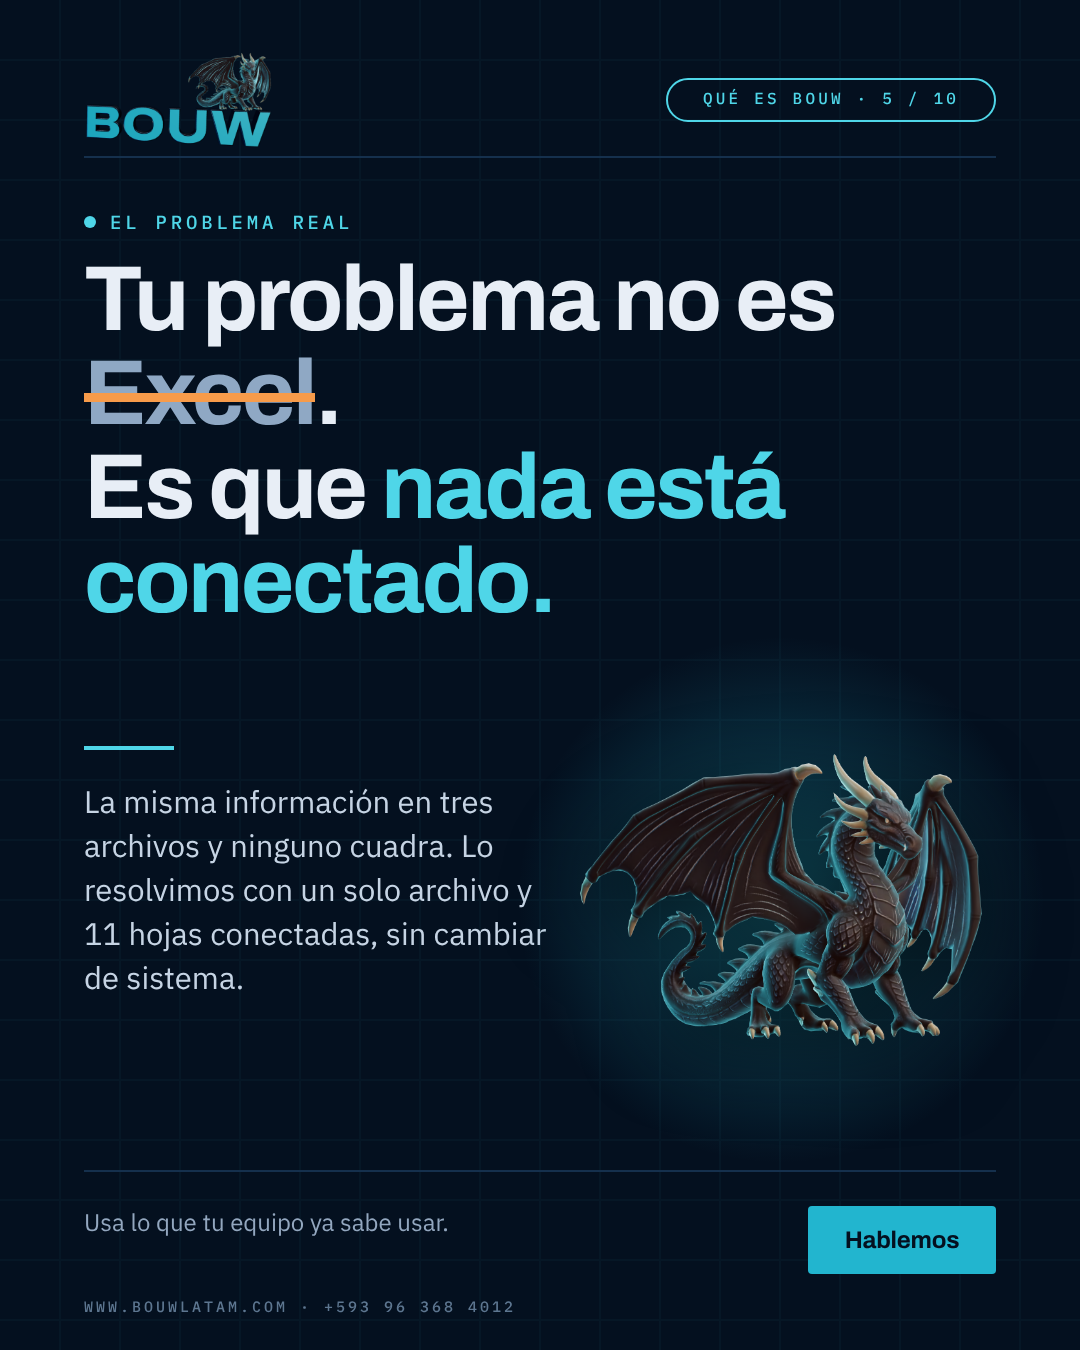 BOUW
QUÉ ES BOUW · 5 / 10
EL PROBLEMA REAL
Tu problema no es
Excel.
Es que nada está
conectado.
La misma información en tres
archivos y ninguno cuadra. Lo
resolvimos con un solo archivo y
11 hojas conectadas, sin cambiar
de sistema.
Usa lo que tu equipo ya sabe usar.
Hablemos
WWW.BOUWLATAM.COM · +593 96 368 4012